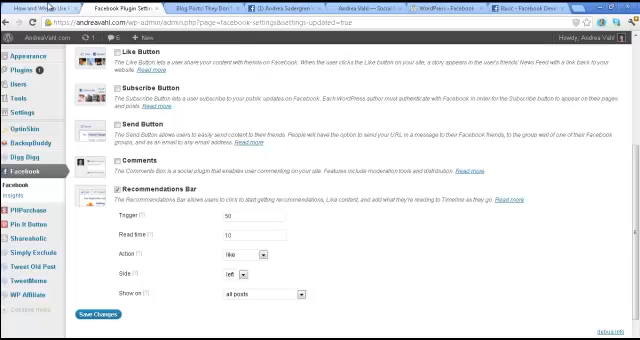 How and Where Use I
Facebook Plugin Settin
Blog Posts: They Don'
(1) Andrea Sadergren
Andrea Vahl — Social
WordPress › Facebook
Basic - Facebook Devel
https://andreavahl.com/wp-admin/admin.php?page=facebook-settings&settings-updated=true
AndreaVahl.com
1
New
Howdy, Andrea Vahl
Appearance
Plugins 1
Users
Tools
Settings
OptinSkin
BackupBuddy
Digg Digg
Facebook
Facebook
Insights
PIIPurchase
Pin It Button
Shareaholic
Simply Exclude
Tweet Old Post
TweetMeme
WP Affiliate
Collapse menu
Like Button
The Like Button lets a user share your content with friends on Facebook. When the user clicks the Like button on your site, a story appears in the user's friends' News Feed with a link back to your
website. Read more
Subscribe Button
The Subscribe Button lets a user subscribe to your public updates on Facebook. Each WordPress author must authenticate with Facebook in order for the Subscribe button to appear on their pages
and posts. Read more
Send Button
The Send Button allows users to easily send content to their friends. People will have the option to send your URL in a message to their Facebook friends, to the group wall of one of their Facebook
groups, and as an email to any email address. Read more
Comments
The Comments Box is a social plugin that enables user commenting on your site. Features include moderation tools and distribution. Read more
Recommendations Bar
The Recommendations Bar allows users to click to start getting recommendations, Like content, and add what they're reading to Timeline as they go. Read more
Trigger [?] 50
Read time [?] 10
Action [?] like
Side [?] left
Show on [?] all posts
Save Changes
debug info